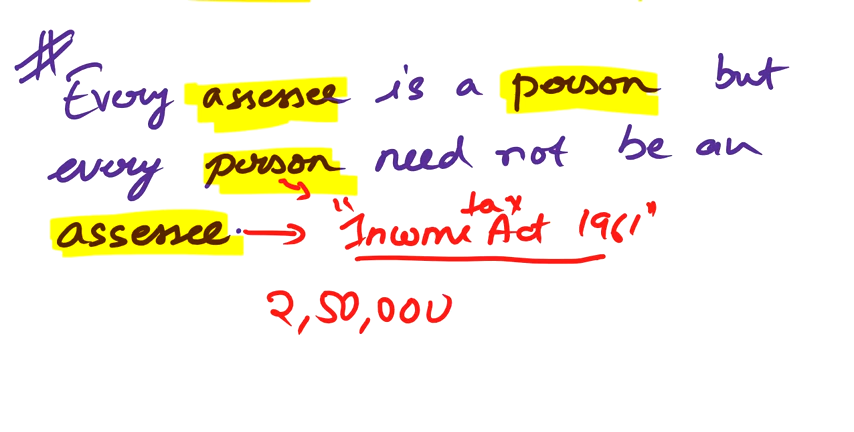 # Every assessee is a person but
every person need not be an
assessee. → "Income tax Act 1961"
2,50,000